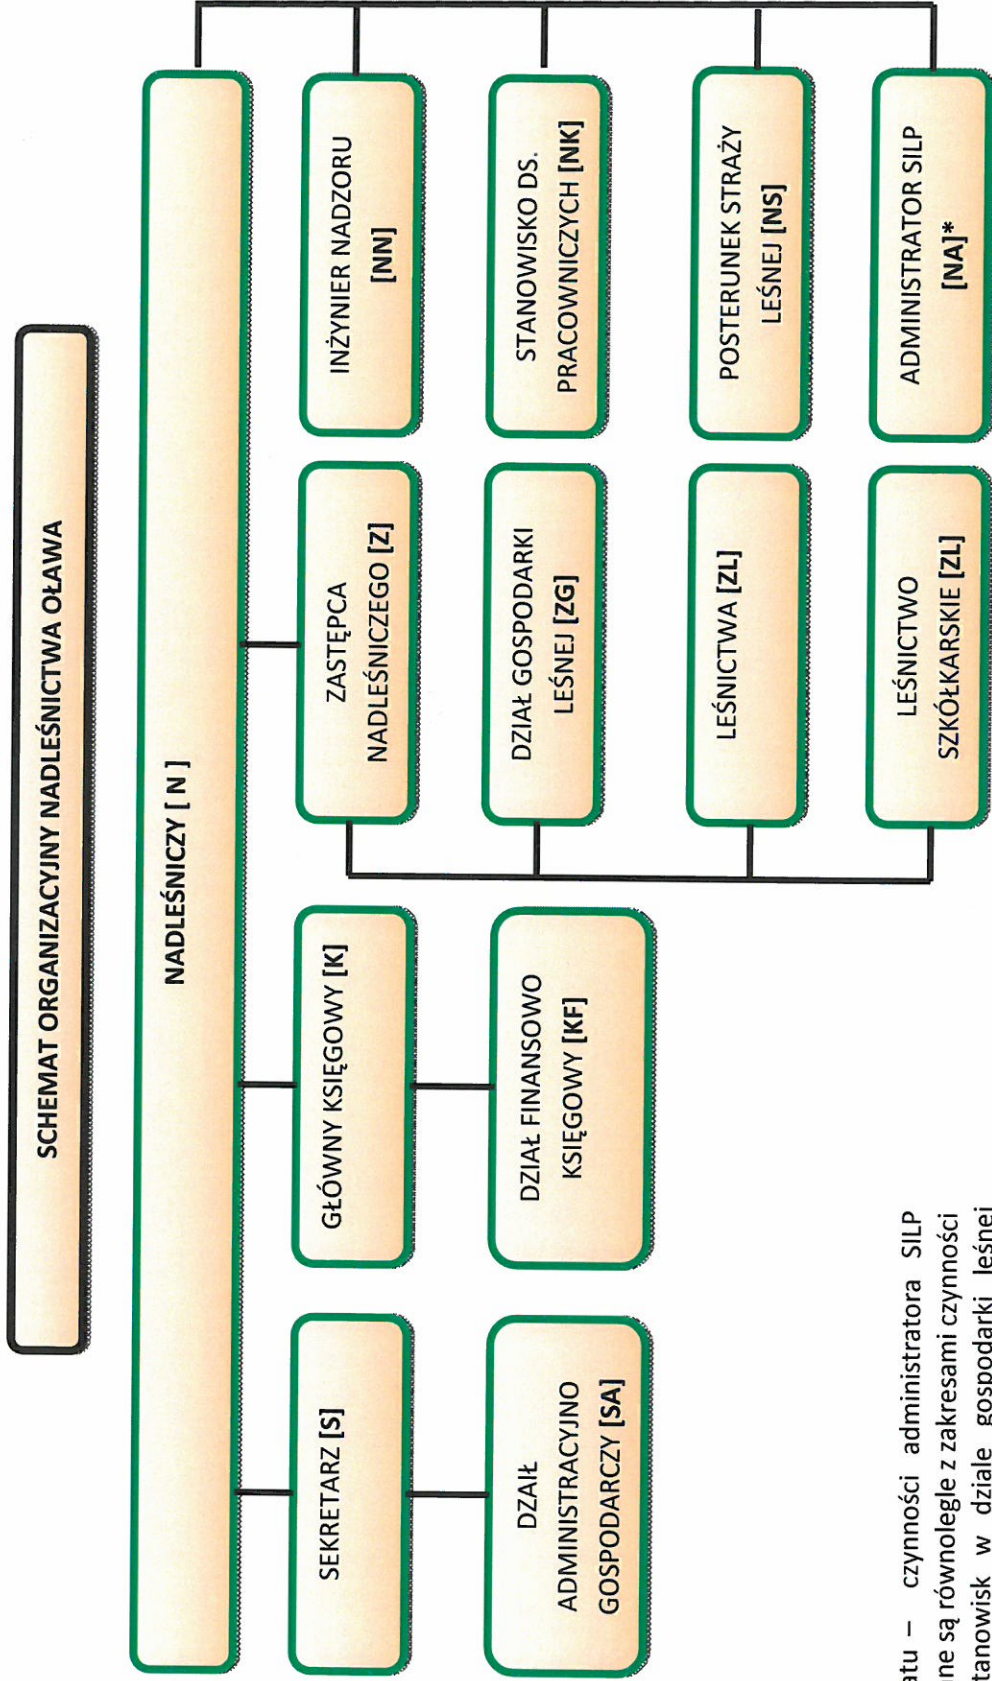 SCHEMAT ORGANIZACYJNY NADLEŚNICTWA OŁAWA
NADLEŚNICZY [ N ]
SEKRETARZ [S]
DZAIŁ
ADMINISTRACYJNO
GOSPODARCZY [SA]
GŁÓWNY KSIĘGOWY [K]
DZIAŁ FINANSOWO
KSIĘGOWY [KF]
ZASTĘPCA
NADLEŚNICZEGO [Z]
DZIAŁ GOSPODARKI
LEŚNEJ [ZG]
LEŚNICTWA [ZL]
LEŚNICTWO
SZKÓŁKARSKIE [ZL]
INŻYNIER NADZORU
[NN]
STANOWISKO DS.
PRACOWNICZYCH [NK]
POSTERUNEK STRAŻY
LEŚNEJ [NS]
ADMINISTRATOR SILP
[NA]*
– czynności administratora SILP
są równolegle z zakresami czynności
w dziale gospodarki leśnej